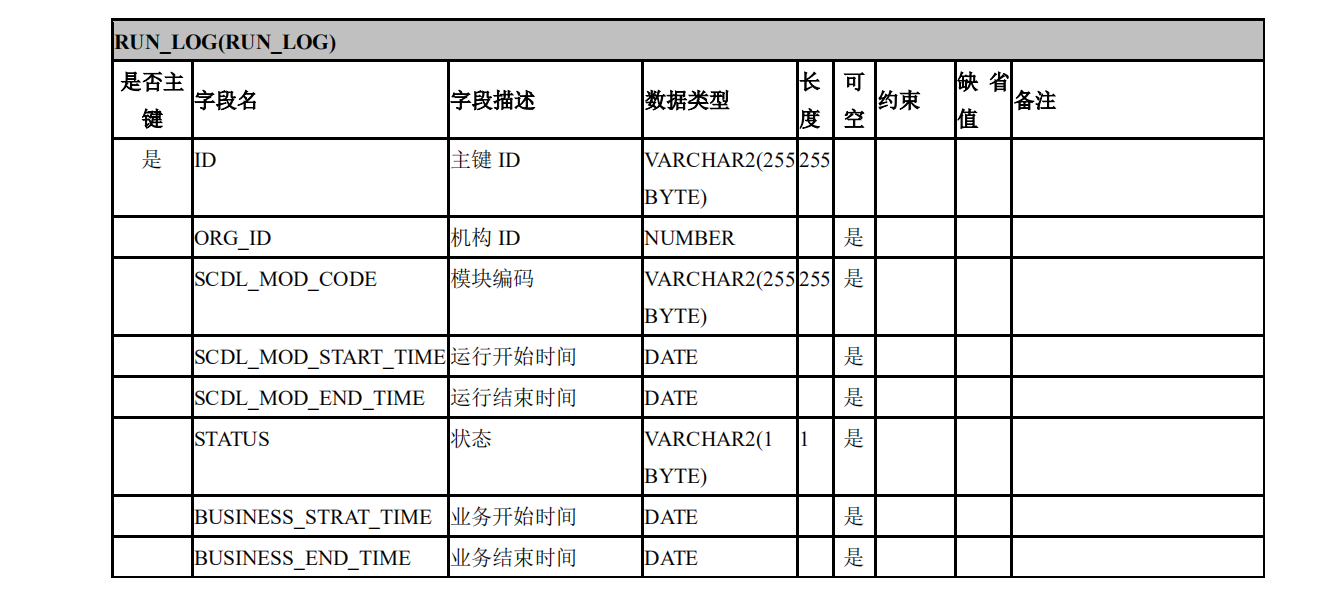 RUN_LOG(RUN_LOG)
是否主键 字段名 字段描述 数据类型 长度 可空 约束 缺省值 备注
是 ID 主键 ID VARCHAR2(255 BYTE) 255
ORG_ID 机构 ID NUMBER 是
SCDL_MOD_CODE 模块编码 VARCHAR2(255 BYTE) 255 是
SCDL_MOD_START_TIME 运行开始时间 DATE 是
SCDL_MOD_END_TIME 运行结束时间 DATE 是
STATUS 状态 VARCHAR2(1 BYTE) 1 是
BUSINESS_STRAT_TIME 业务开始时间 DATE 是
BUSINESS_END_TIME 业务结束时间 DATE 是